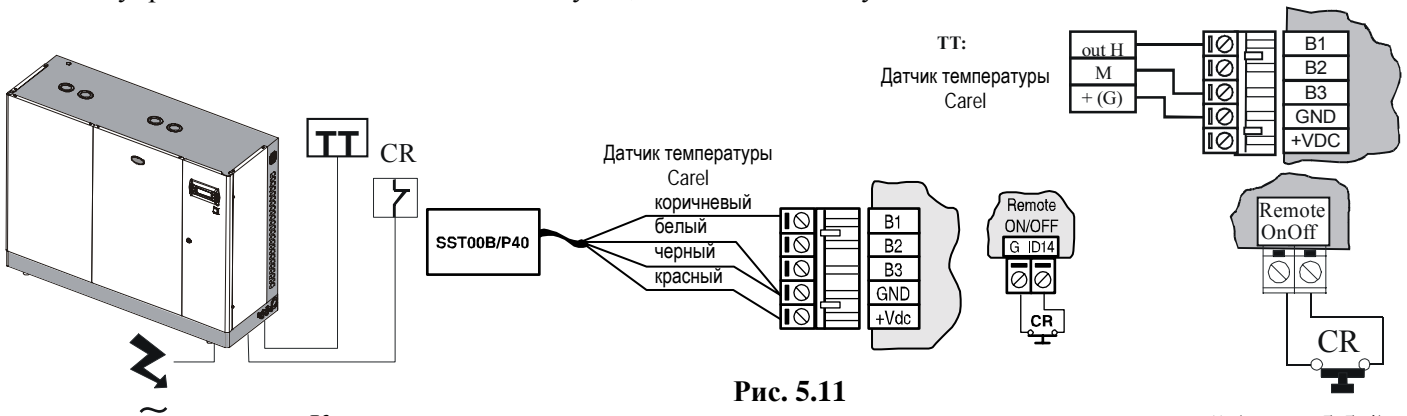 TT
CR
Датчик температуры
Carel
SST00B/P40
коричневый
белый
черный
красный
B1
B2
B3
GND
+Vdc
Remote
ON/OFF
G ID14
CR
TT:
Датчик температуры
Carel
out H
M
+ (G)
B1
B2
B3
GND
+VDC
Remote
OnOff
CR
Рис. 5.11